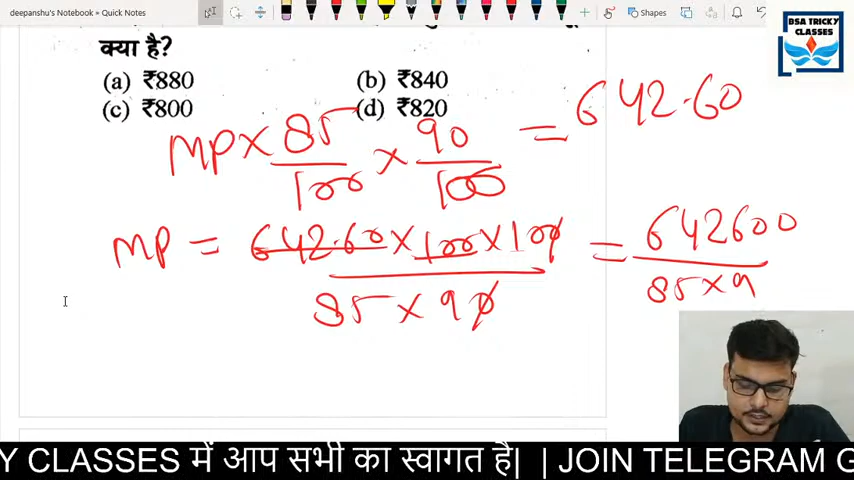 deepanshu's Notebook » Quick Notes
Shapes
BSA TRICKY
CLASSES
क्या है?
(a) ₹880 (b) ₹840
(c) ₹800 (d) ₹820
MP × 85/100 × 90/100 = 642.60
MP = 642.60×100×100/85×90 = 642600/85×9
Y CLASSES में आप सभी का स्वागत है| | JOIN TELEGRAM G